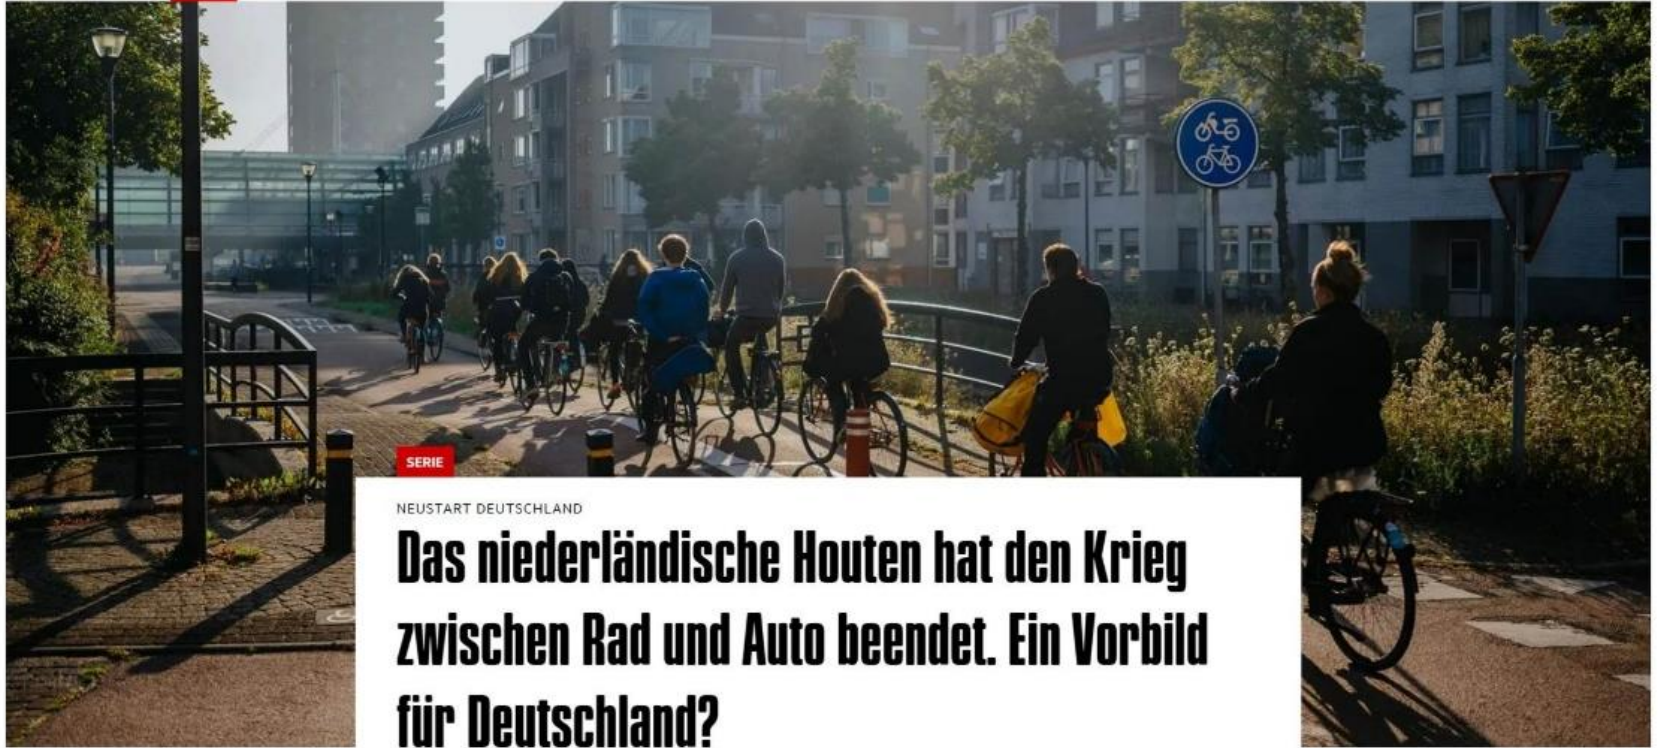 SERIE
NEUSTART DEUTSCHLAND
Das niederländische Houten hat den Krieg
zwischen Rad und Auto beendet. Ein Vorbild
für Deutschland?